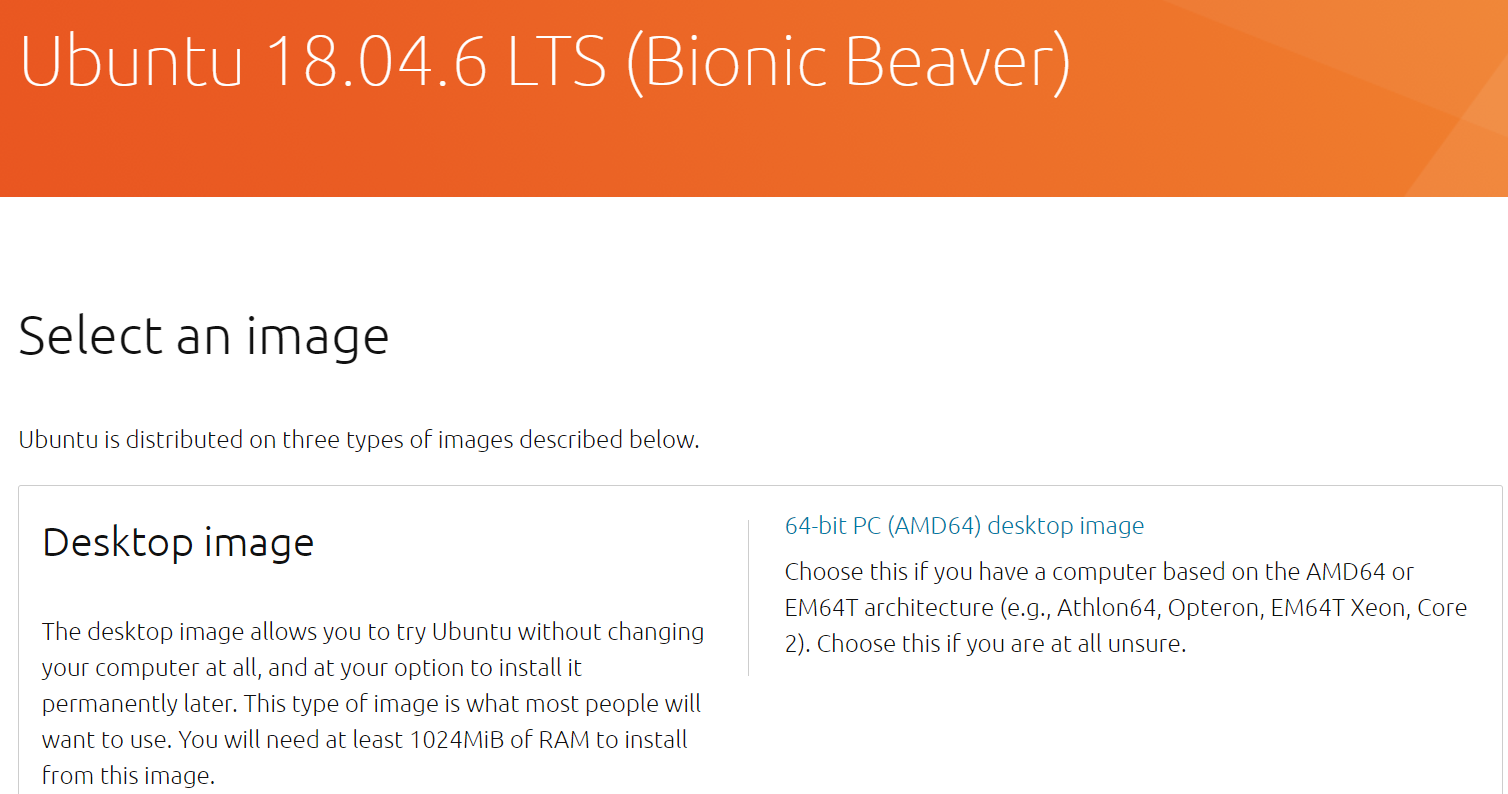 Ubuntu 18.04.6 LTS (Bionic Beaver)
Select an image
Ubuntu is distributed on three types of images described below.
Desktop image
The desktop image allows you to try Ubuntu without changing
your computer at all, and at your option to install it
permanently later. This type of image is what most people will
want to use. You will need at least 1024MiB of RAM to install
from this image.
64-bit PC (AMD64) desktop image
Choose this if you have a computer based on the AMD64 or
EM64T architecture (e.g., Athlon64, Opteron, EM64T Xeon, Core
2). Choose this if you are at all unsure.